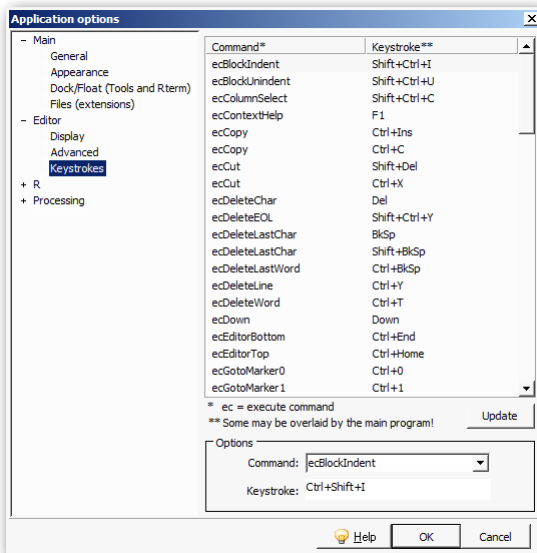 Application options
- Main
General
Appearance
Dock/Float (Tools and Rterm)
Files (extensions)
- Editor
Display
Advanced
Keystrokes
+ R
+ Processing
Command* Keystroke**
ecBlockIndent Shift+Ctrl+I
ecBlockUnindent Shift+Ctrl+U
ecColumnSelect Shift+Ctrl+C
ecContextHelp F1
ecCopy Ctrl+Ins
ecCopy Ctrl+C
ecCut Shift+Del
ecCut Ctrl+X
ecDeleteChar Del
ecDeleteEOL Shift+Ctrl+Y
ecDeleteLastChar BkSp
ecDeleteLastChar Shift+BkSp
ecDeleteLastWord Ctrl+BkSp
ecDeleteLine Ctrl+Y
ecDeleteWord Ctrl+T
ecDown Down
ecEditorBottom Ctrl+End
ecEditorTop Ctrl+Home
ecGotoMarker0 Ctrl+0
ecGotoMarker1 Ctrl+1
* ec = execute command
** Some may be overlaid by the main program!
Update
Options
Command: ecBlockIndent
Keystroke: Ctrl+Shift+I
Help OK Cancel